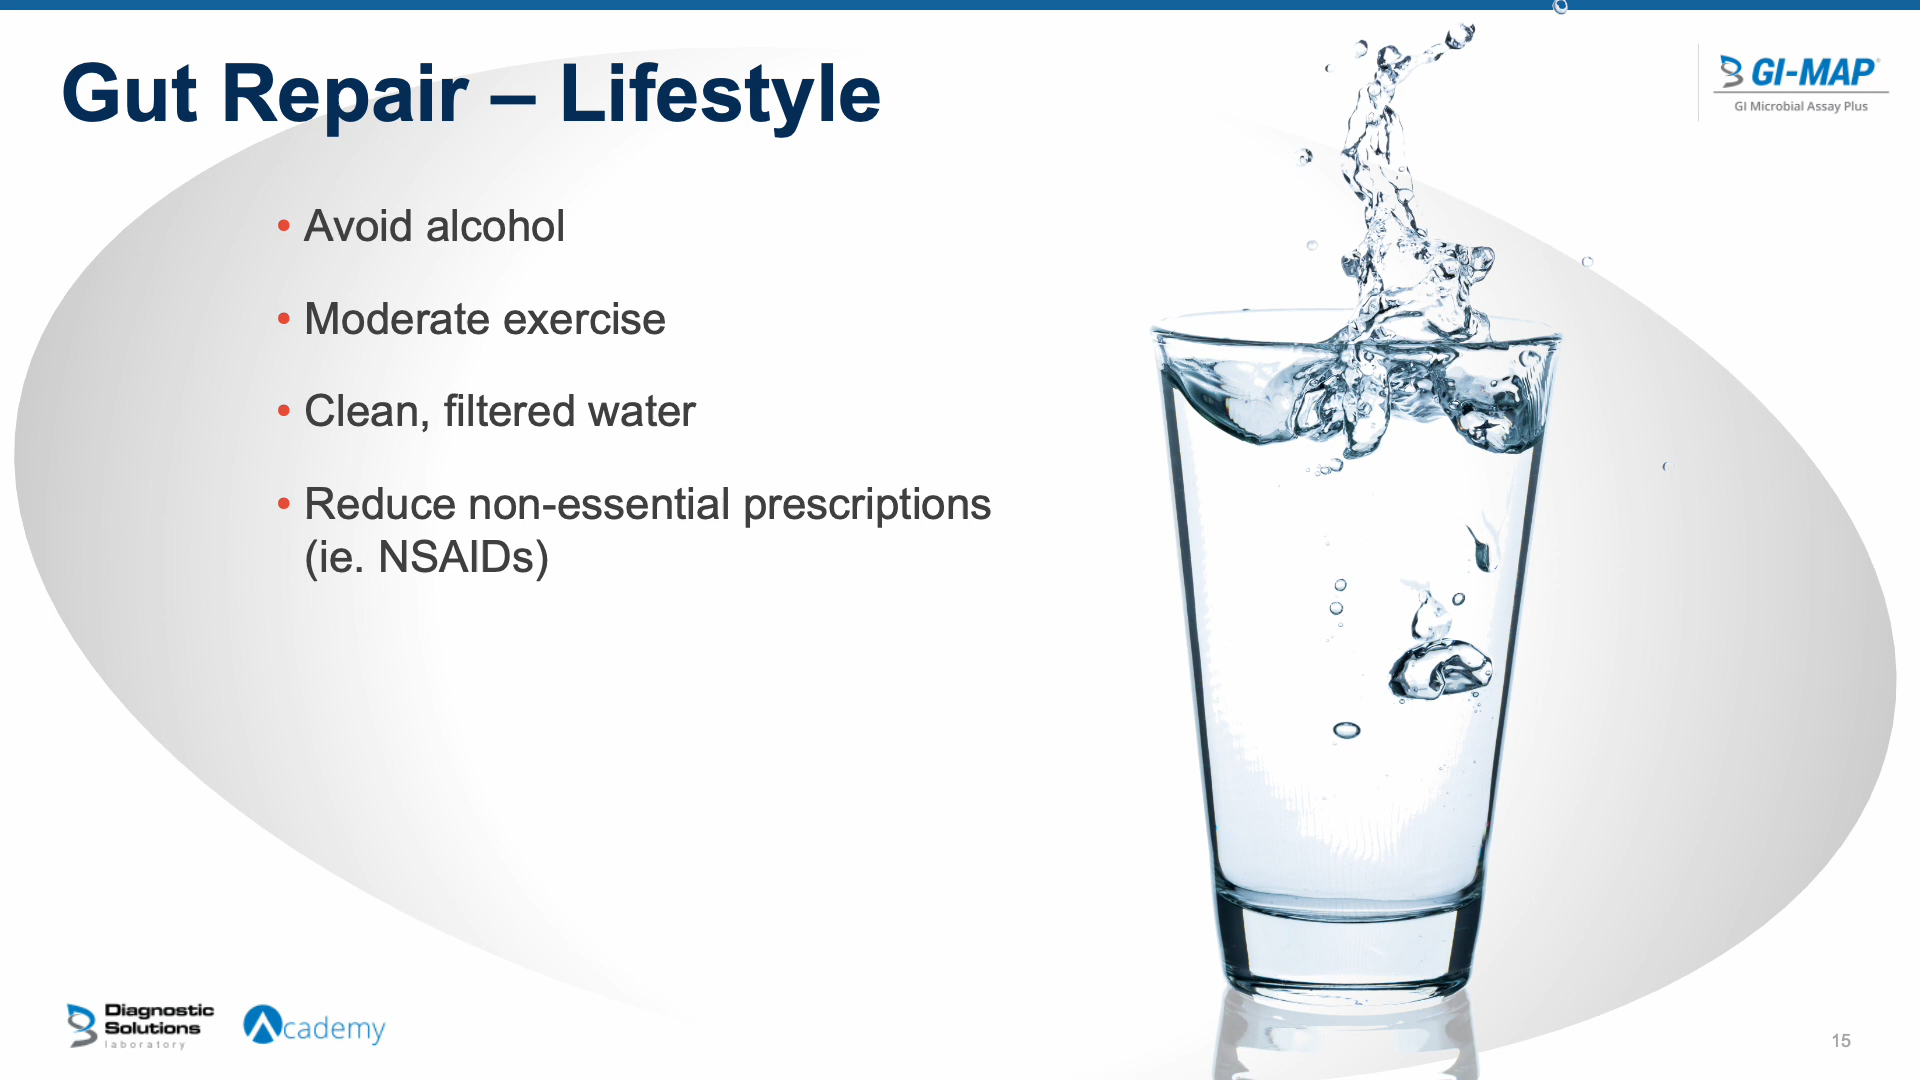 Gut Repair – Lifestyle
GI-MAP®
GI Microbial Assay Plus
• Avoid alcohol
• Moderate exercise
• Clean, filtered water
• Reduce non-essential prescriptions
(ie. NSAIDs)
Diagnostic
Solutions
laboratory
Academy
15